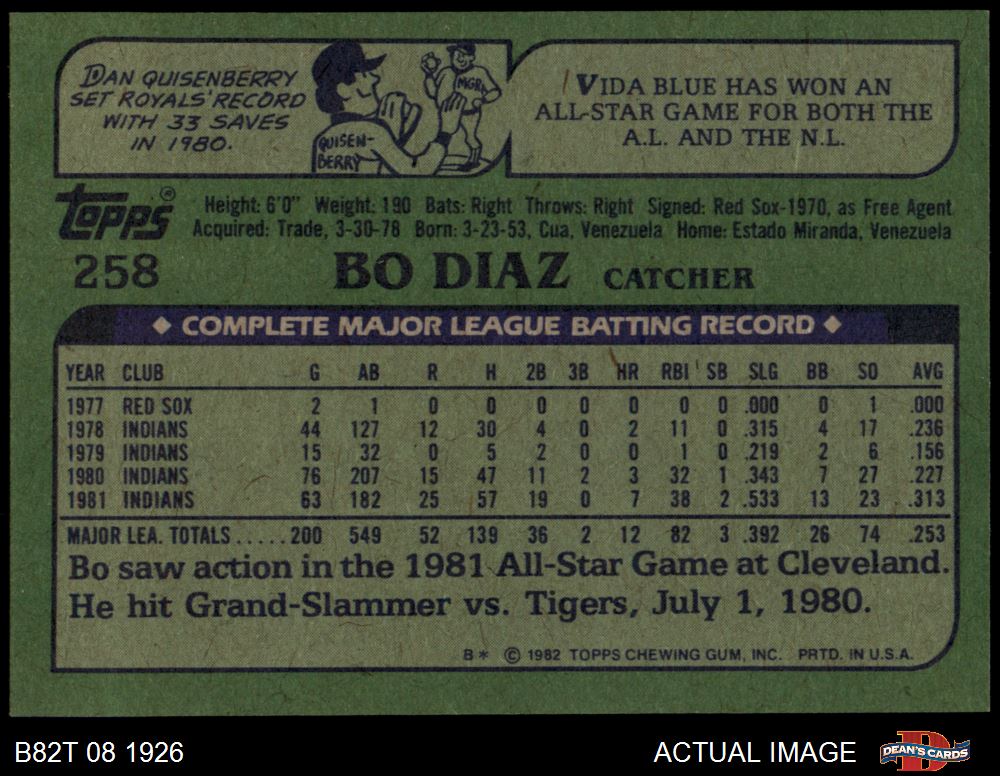 DAN QUISENBERRY
SET ROYALS' RECORD
WITH 33 SAVES
IN 1980.
QUISEN-
BERRY
MGR.
VIDA BLUE HAS WON AN
ALL-STAR GAME FOR BOTH THE
A.L. AND THE N.L.
TOPPS®
Height: 6'0" Weight: 190 Bats: Right Throws: Right Signed: Red Sox-1970, as Free Agent
Acquired: Trade, 3-30-78 Born: 3-23-53, Cua, Venezuela Home: Estado Miranda, Venezuela
258 BO DIAZ CATCHER
◆ COMPLETE MAJOR LEAGUE BATTING RECORD ◆
YEAR CLUB G AB R H 2B 3B HR RBI SB SLG BB SO AVG
1977 RED SOX 2 1 0 0 0 0 0 0 0 .000 0 1 .000
1978 INDIANS 44 127 12 30 4 0 2 11 0 .315 4 17 .236
1979 INDIANS 15 32 0 5 2 0 0 1 0 .219 2 6 .156
1980 INDIANS 76 207 15 47 11 2 3 32 1 .343 7 27 .227
1981 INDIANS 63 182 25 57 19 0 7 38 2 .533 13 23 .313
MAJOR LEA. TOTALS.....200 549 52 139 36 2 12 82 3 .392 26 74 .253
Bo saw action in the 1981 All-Star Game at Cleveland.
He hit Grand-Slammer vs. Tigers, July 1, 1980.
B* © 1982 TOPPS CHEWING GUM, INC. PRTD. IN U.S.A.
B82T 08 1926
ACTUAL IMAGE
DEAN'S CARDS